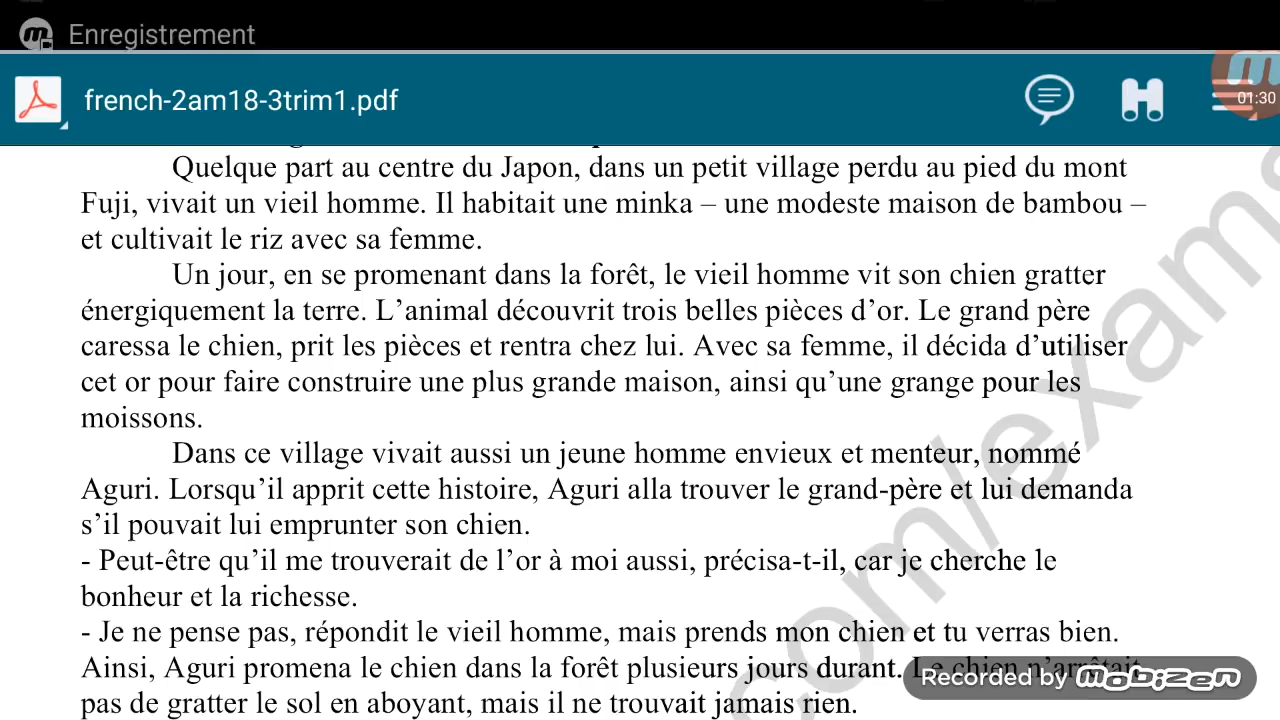 Enregistrement
french-2am18-3trim1.pdf
01:30
Quelque part au centre du Japon, dans un petit village perdu au pied du mont
Fuji, vivait un vieil homme. Il habitait une minka – une modeste maison de bambou –
et cultivait le riz avec sa femme.
Un jour, en se promenant dans la forêt, le vieil homme vit son chien gratter
énergiquement la terre. L’animal découvrit trois belles pièces d’or. Le grand père
caressa le chien, prit les pièces et rentra chez lui. Avec sa femme, il décida d’utiliser
cet or pour faire construire une plus grande maison, ainsi qu’une grange pour les
moissons.
Dans ce village vivait aussi un jeune homme envieux et menteur, nommé
Aguri. Lorsqu’il apprit cette histoire, Aguri alla trouver le grand-père et lui demanda
s’il pouvait lui emprunter son chien.
- Peut-être qu’il me trouverait de l’or à moi aussi, précisa-t-il, car je cherche le
bonheur et la richesse.
- Je ne pense pas, répondit le vieil homme, mais prends mon chien et tu verras bien.
Ainsi, Aguri promena le chien dans la forêt plusieurs jours durant. Le chien n’arrêtait
pas de gratter le sol en aboyant, mais il ne trouvait jamais rien.
Recorded by mobizen
com/exams